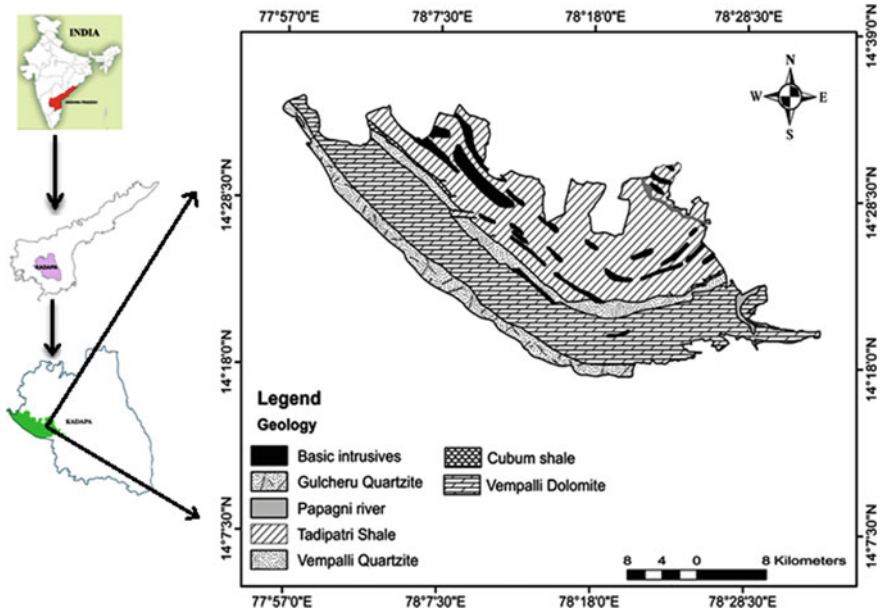 INDIA
ANDHRA PRADESH
KADAPA
KADAPA
77°57'0"E 78°7'30"E 78°18'0"E 78°28'30"E
14°39'0"N
14°28'30"N
14°18'0"N
14°7'30"N
14°28'30"N
14°18'0"N
14°7'30"N
N
W E
S
Legend
Geology
Basic intrusives
Gulcheru Quartzite
Papagni river
Tadipatri Shale
Vempalli Quartzite
Cubum shale
Vempalli Dolomite
8 4 0 8 Kilometers
77°57'0"E 78°7'30"E 78°18'0"E 78°28'30"E